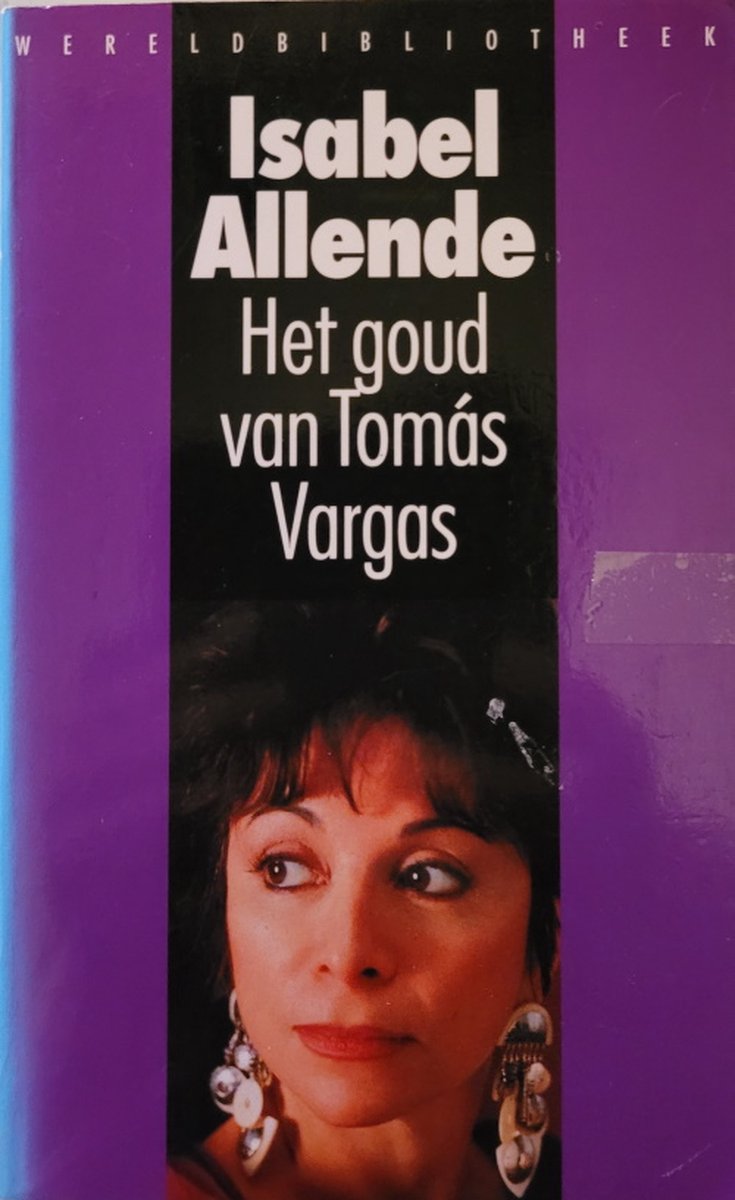 WERELDBIBLIOTHEEK
Isabel
Allende
Het goud
van Tomás
Vargas